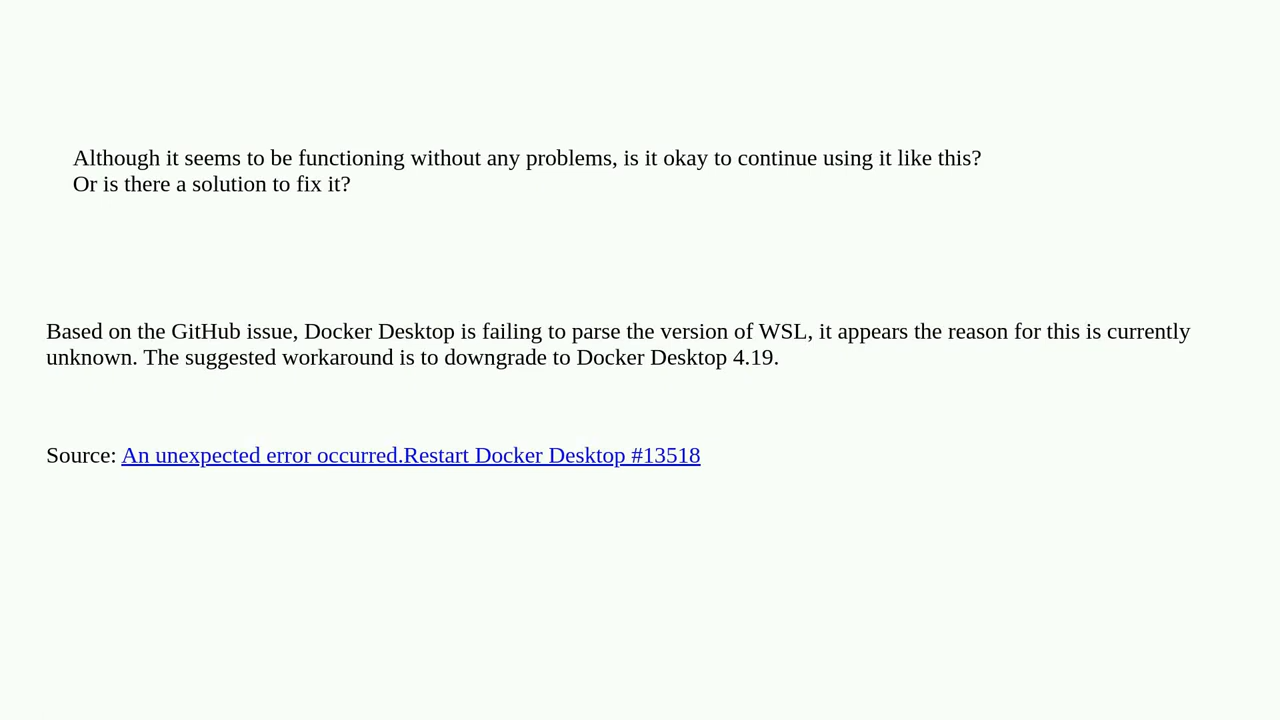 Although it seems to be functioning without any problems, is it okay to continue using it like this?
Or is there a solution to fix it?
Based on the GitHub issue, Docker Desktop is failing to parse the version of WSL, it appears the reason for this is currently
unknown. The suggested workaround is to downgrade to Docker Desktop 4.19.
Source: An unexpected error occurred.Restart Docker Desktop #13518